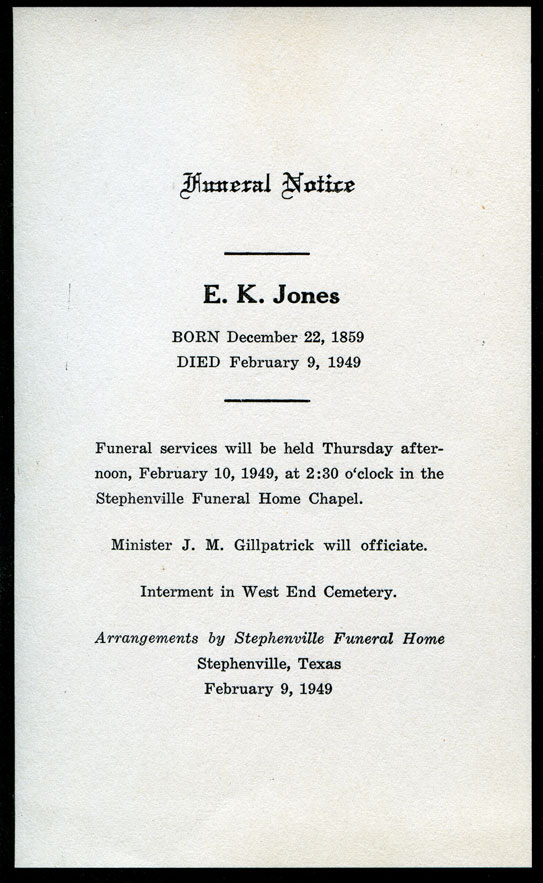 Funeral Notice
E. K. Jones
BORN December 22, 1859
DIED February 9, 1949
Funeral services will be held Thursday after-
noon, February 10, 1949, at 2:30 o‘clock in the
Stephenville Funeral Home Chapel.
Minister J. M. Gillpatrick will officiate.
Interment in West End Cemetery.
Arrangements by Stephenville Funeral Home
Stephenville, Texas
February 9, 1949